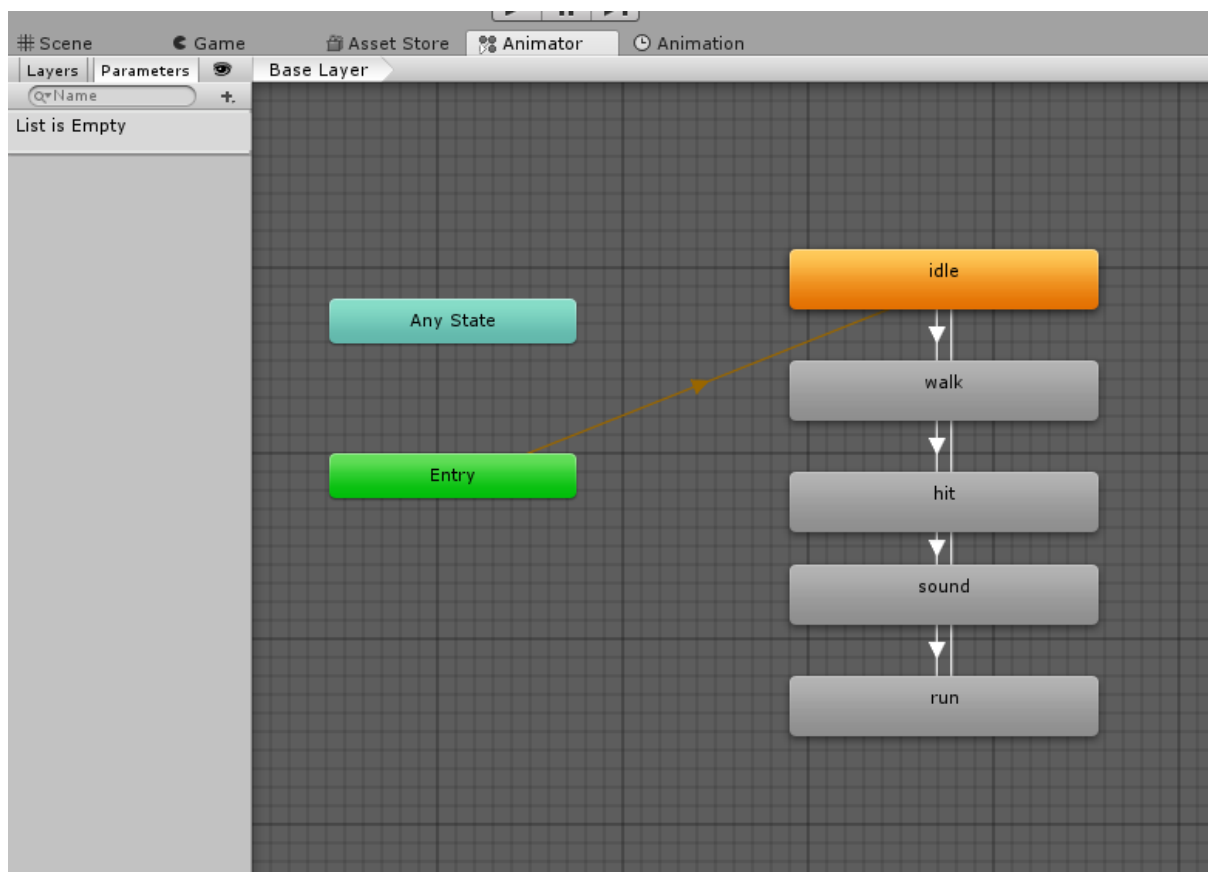 Scene Game Asset Store Animator Animation
Layers Parameters Base Layer
Name
List is Empty
idle
Any State
walk
Entry
hit
sound
run